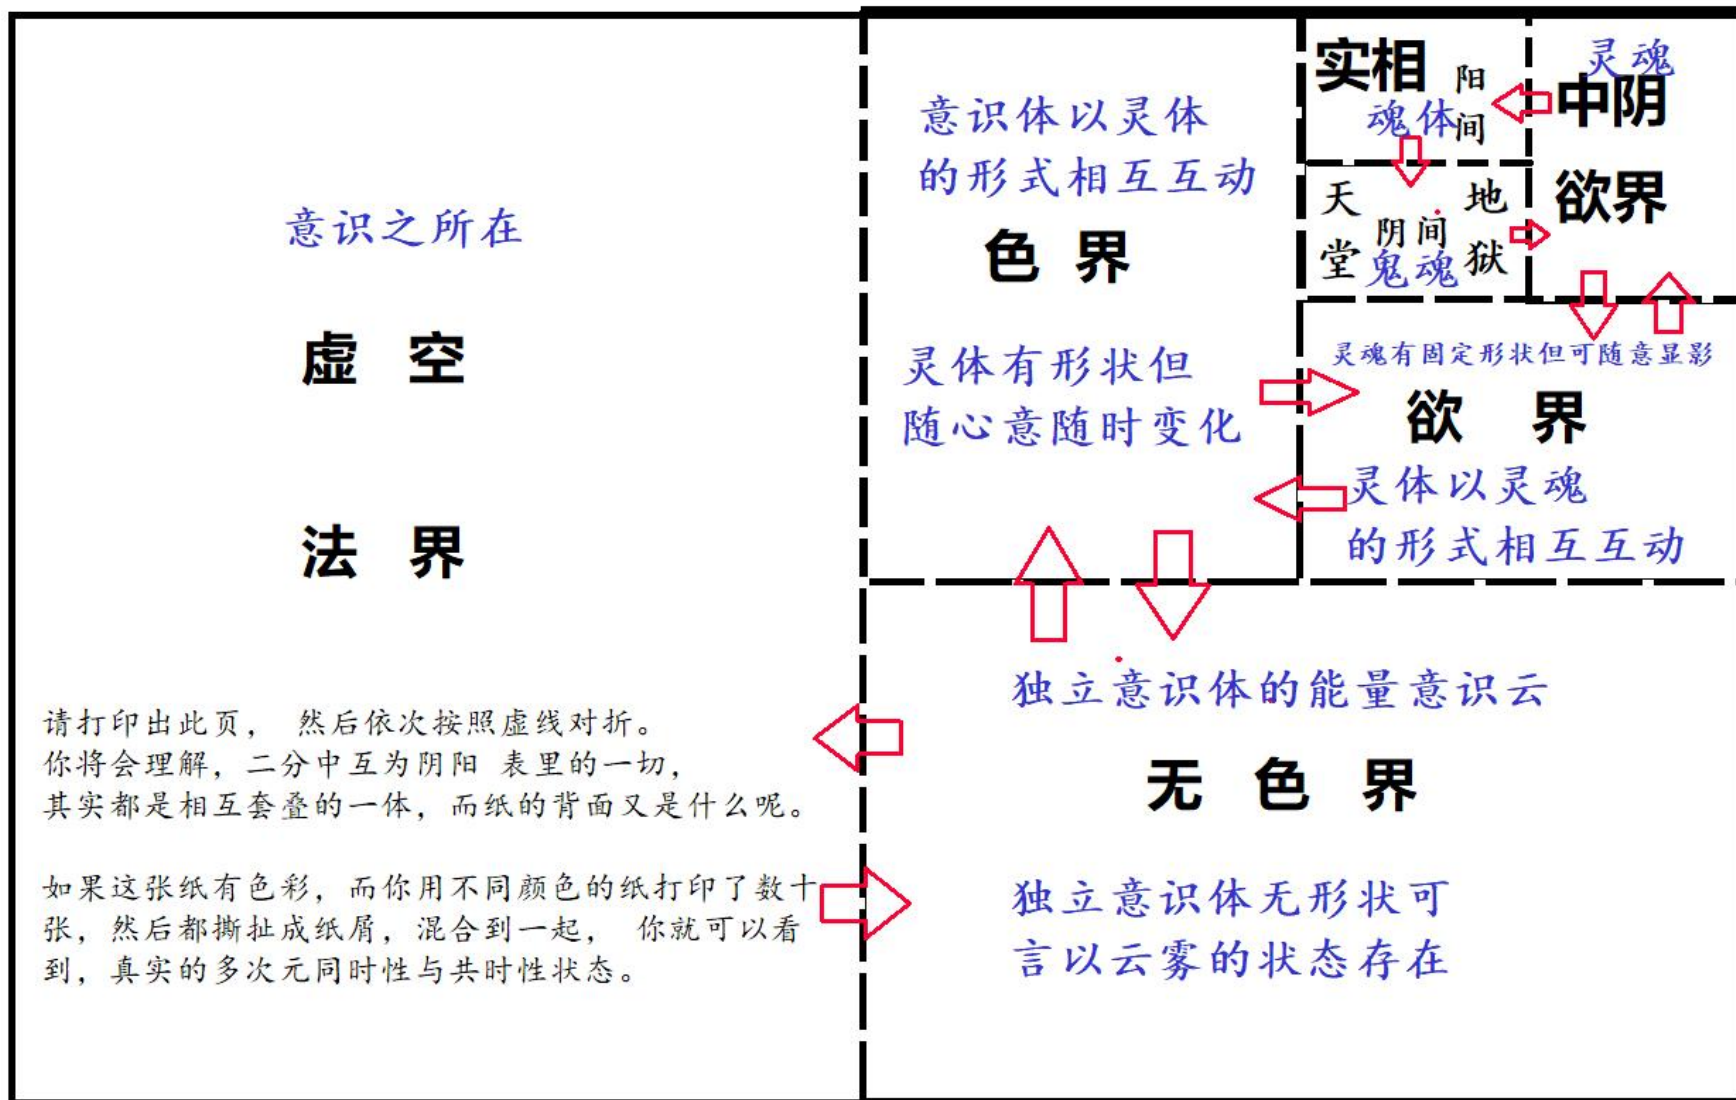 意识之所在
虚 空
法 界
请打印出此页， 然后依次按照虚线对折。
你将会理解，二分中互为阴阳 表里的一切，
其实都是相互套叠的一体，而纸的背面又是什么呢。
如果这张纸有色彩，而你用不同颜色的纸打印了数十
张，然后都撕扯成纸屑，混合到一起， 你就可以看
到，真实的多次元同时性与共时性状态。
意识体以灵体
的形式相互互动
色 界
灵体有形状但
随心意随时变化
实相
阳间
魂体
天堂
阴间
鬼魂
地狱
灵魂
中阴
欲界
灵魂有固定形状但可随意显影
欲 界
灵体以灵魂
的形式相互互动
独立意识体的能量意识云
无 色 界
独立意识体无形状可
言以云雾的状态存在